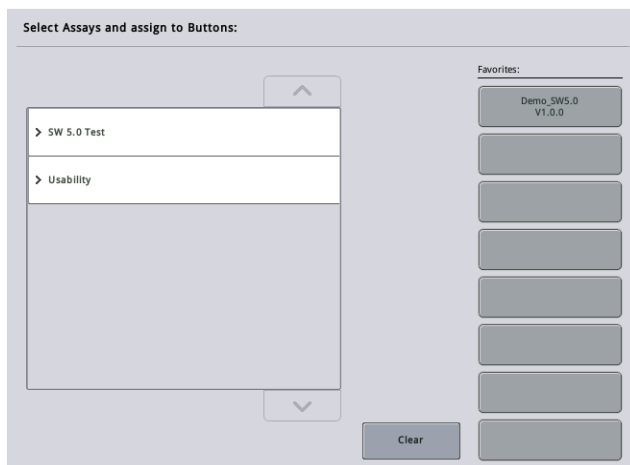 Select Assays and assign to Buttons:
Favorites:
Demo_SW5.0
V1.0.0
SW 5.0 Test
Usability
Clear